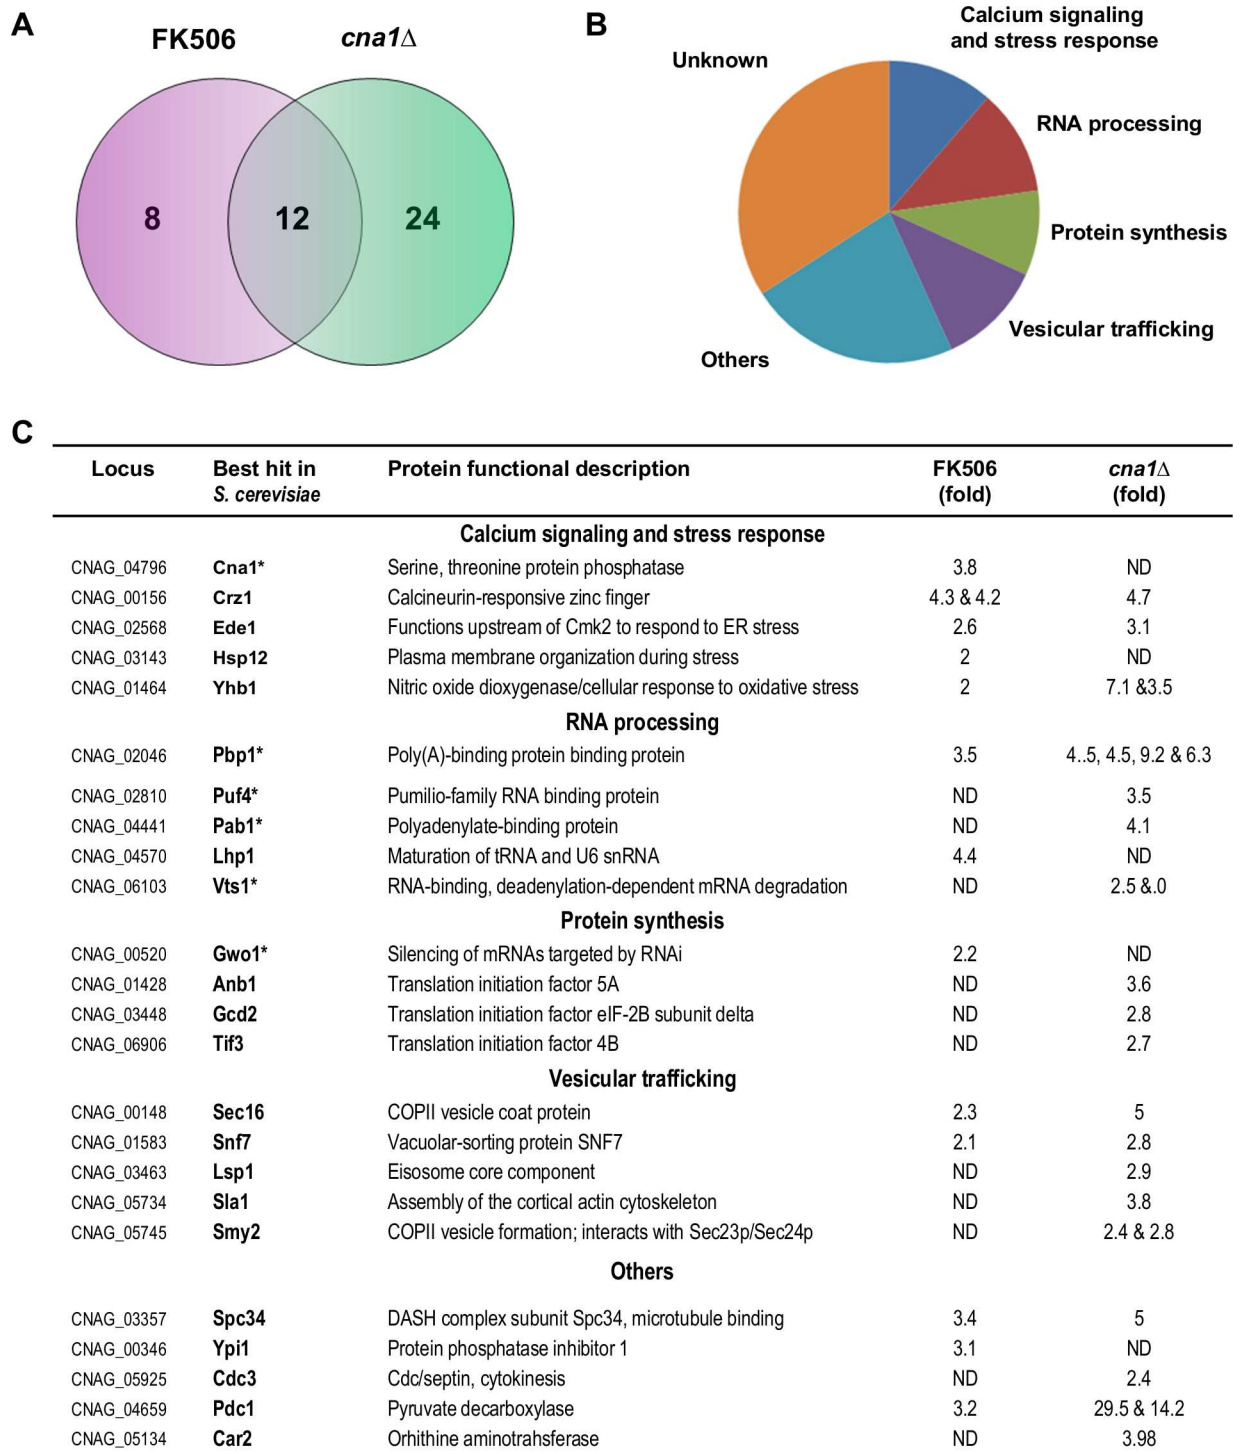 A
FK506
cna1Δ
8
12
24
B
Calcium signaling
and stress response
Unknown
RNA processing
Protein synthesis
Vesicular trafficking
Others
C
Locus Best hit in Protein functional description FK506 cna1Δ
S. cerevisiae (fold) (fold)
Calcium signaling and stress response
CNAG_04796 Cna1* Serine, threonine protein phosphatase 3.8 ND
CNAG_00156 Crz1 Calcineurin-responsive zinc finger 4.3 & 4.2 4.7
CNAG_02568 Ede1 Functions upstream of Cmk2 to respond to ER stress 2.6 3.1
CNAG_03143 Hsp12 Plasma membrane organization during stress 2 ND
CNAG_01464 Yhb1 Nitric oxide dioxygenase/cellular response to oxidative stress 2 7.1 &3.5
RNA processing
CNAG_02046 Pbp1* Poly(A)-binding protein binding protein 3.5 4..5, 4.5, 9.2 & 6.3
CNAG_02810 Puf4* Pumilio-family RNA binding protein ND 3.5
CNAG_04441 Pab1* Polyadenylate-binding protein ND 4.1
CNAG_04570 Lhp1 Maturation of tRNA and U6 snRNA 4.4 ND
CNAG_06103 Vts1* RNA-binding, deadenylation-dependent mRNA degradation ND 2.5 &.0
Protein synthesis
CNAG_00520 Gwo1* Silencing of mRNAs targeted by RNAi 2.2 ND
CNAG_01428 Anb1 Translation initiation factor 5A ND 3.6
CNAG_03448 Gcd2 Translation initiation factor eIF-2B subunit delta ND 2.8
CNAG_06906 Tif3 Translation initiation factor 4B ND 2.7
Vesicular trafficking
CNAG_00148 Sec16 COPII vesicle coat protein 2.3 5
CNAG_01583 Snf7 Vacuolar-sorting protein SNF7 2.1 2.8
CNAG_03463 Lsp1 Eisosome core component ND 2.9
CNAG_05734 Sla1 Assembly of the cortical actin cytoskeleton ND 3.8
CNAG_05745 Smy2 COPII vesicle formation; interacts with Sec23p/Sec24p ND 2.4 & 2.8
Others
CNAG_03357 Spc34 DASH complex subunit Spc34, microtubule binding 3.4 5
CNAG_00346 Ypi1 Protein phosphatase inhibitor 1 3.1 ND
CNAG_05925 Cdc3 Cdc/septin, cytokinesis ND 2.4
CNAG_04659 Pdc1 Pyruvate decarboxylase 3.2 29.5 & 14.2
CNAG_05134 Car2 Orhithine aminotrahsferase ND 3.98